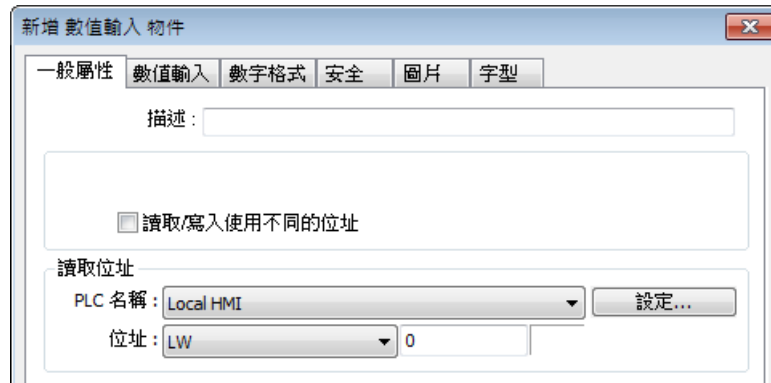 新增 數值輸入 物件
一般屬性 數值輸入 數字格式 安全 圖片 字型
描述 :
讀取/寫入使用不同的位址
讀取位址
PLC 名稱 : Local HMI 設定...
位址 : LW 0